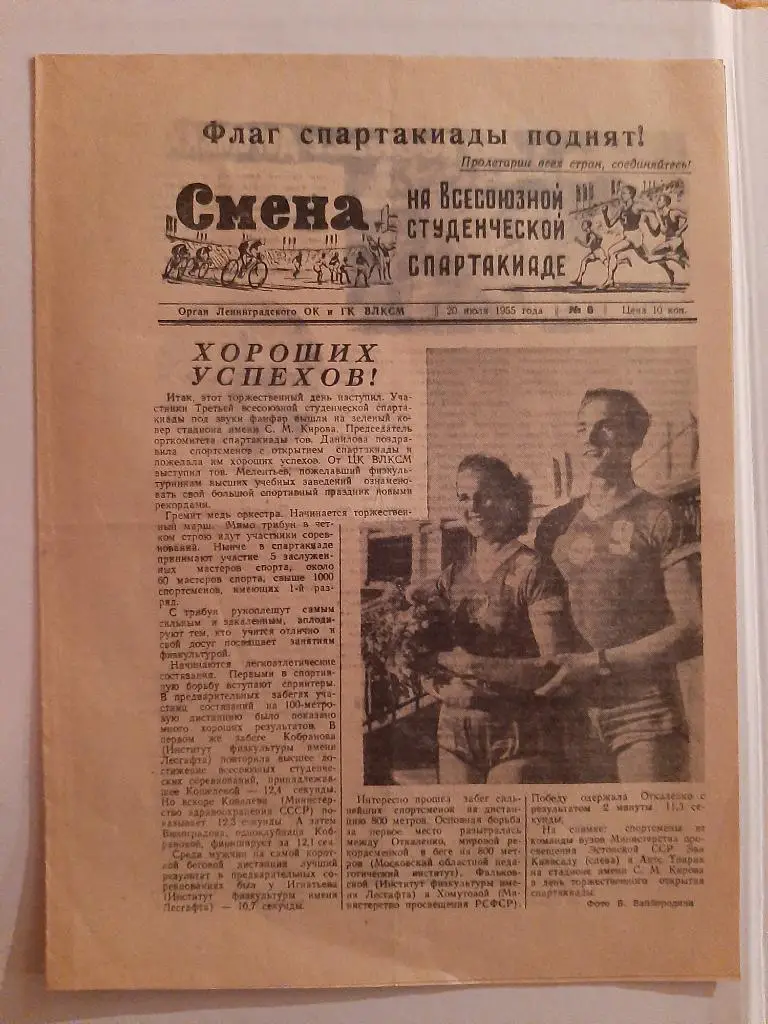 Флаг спартакиады поднят!
Пролетарии всех стран, соединяйтесь!
Смена
НА ВСЕСОЮЗНОЙ
СТУДЕНЧЕСКОЙ
СПАРТАКИАДЕ
Орган Ленинградского ОК и ГК ВЛКСМ || 20 июля 1955 года || № 6 || Цена 10 коп.
ХОРОШИХ
УСПЕХОВ!
Итак, этот торжественный день наступил. Уча-
стники Третьей всесоюзной студенческой спарта-
киады под звуки фанфар вышли на зеленый ко-
вер стадиона имени С. М. Кирова. Председатель
оргкомитета спартакиады тов. Данилова поздра-
вила спортсменов с открытием спартакиады и
пожелала им хороших успехов. От ЦК ВЛКСМ
выступил тов. Мелентьев, пожелавший физкуль-
турникам высших учебных заведений ознамено-
вать свой большой спортивный праздник новыми
рекордами.
Гремит медь оркестра. Начинается торжествен-
ный марш. Мимо трибун в чет-
ком строю идут участники сорев-
нований. Нынче в спартакиаде
принимают участие 5 заслужен-
ных мастеров спорта, около
60 мастеров спорта, свыше 1000
спортсменов, имеющих 1-й раз-
ряд.
С трибун рукоплещут самым
сильным и закаленным, аплоди-
руют тем, кто учится отлично и
свой досуг посвящает занятиям
физкультурой.
Начинаются легкоатлетические
состязания. Первыми в спортив-
ную борьбу вступают спринтеры.
В предварительных забегах уча-
стниц состязаний на 100-метро-
вую дистанцию было показано
много хороших результатов. В
первом же забеге Кобранова
(Институт физкультуры имени
Лесгафта) повторила высшее до-
стижение всесоюзных студенче-
ских соревнований, принадлежав-
шее Кошелевой — 12,4 секунды.
Но вскоре Ковалева (Министер-
ство здравоохранения СССР) по-
казывает 12,3 секунды. А затем
Виноградова, одноклубница Коб-
рановой, финиширует за 12,1 сек.
Среди мужчин на самой корот-
кой беговой дистанции лучший
результат в предварительных со-
ревнованиях был у Игнатьева
(Институт физкультуры имени
Лесгафта) — 10,7 секунды.
Интересно прошел забег силь-
нейших спортсменок на дистан-
цию 800 метров. Основная борьба
за первое место разыгралась
между Откаленко, мировой ре-
кордсменкой в беге на 800 мет-
ров (Московский областной педа-
гогический институт), Фальков-
ской (Институт физкультуры име-
ни Лесгафта) и Хомутовой (Ми-
нистерство просвещения РСФСР).
Победу одержала Откаленко с
результатом 2 минуты 11,3 се-
кунды.
На снимке: спортсмены из
команды вузов Министерства про-
свещения Эстонской ССР
(слева) и
на стадионе имени С. М. Кирова
в день торжественного открытия
спартакиады.
Фото В.